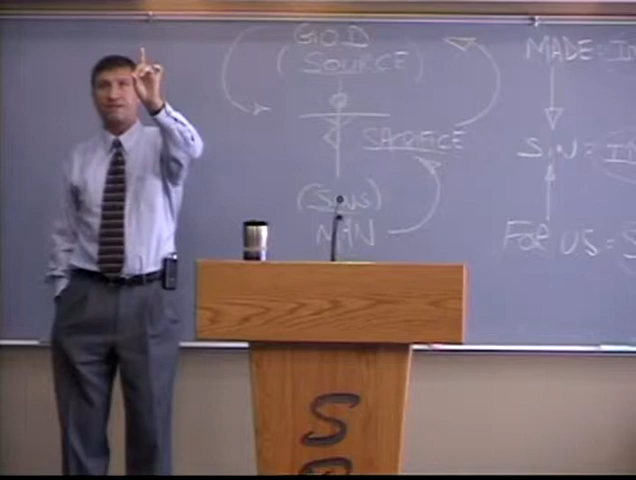 GOD
(SOURCE)
SACRIFICE
(SINS)
MAN
MADE = 
SIN = 
FOR US =
S